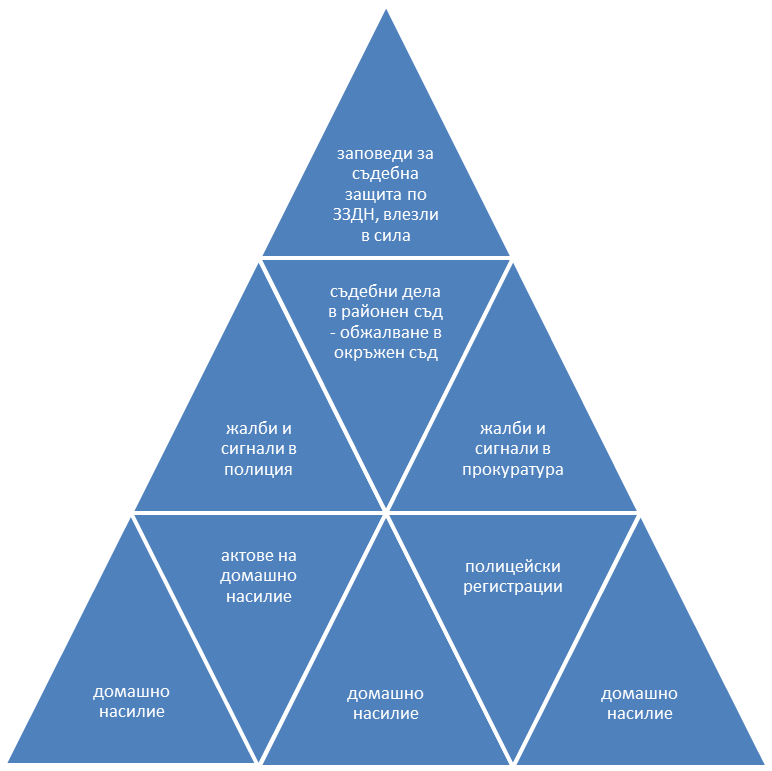 заповеди за
съдебна
защита по
ЗЗДН, влезли
в сила
съдебни дела
в районен съд
- обжалване в
окръжен съд
жалби и
сигнали в
полиция
жалби и
сигнали в
прокуратура
актове на
домашно
насилие
полицейски
регистрации
домашно
насилие
домашно
насилие
домашно
насилие